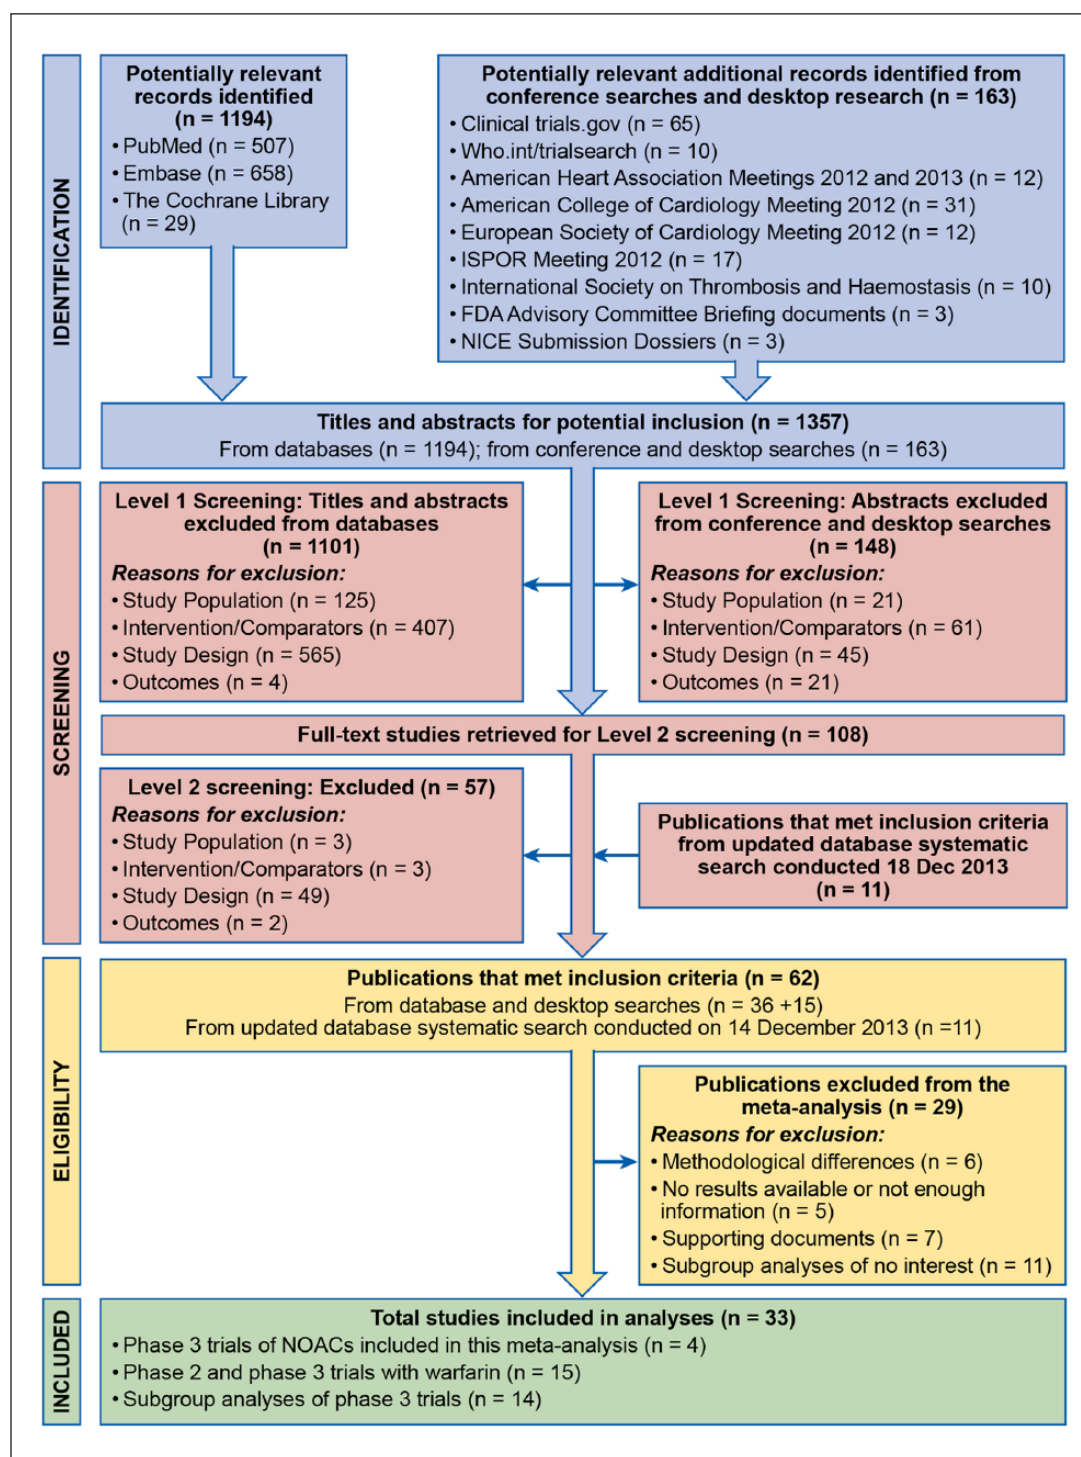 IDENTIFICATION
Potentially relevant
records identified
(n = 1194)
• PubMed (n = 507)
• Embase (n = 658)
• The Cochrane Library
(n = 29)
Potentially relevant additional records identified from
conference searches and desktop research (n = 163)
• Clinical trials.gov (n = 65)
• Who.int/trialsearch (n = 10)
• American Heart Association Meetings 2012 and 2013 (n = 12)
• American College of Cardiology Meeting 2012 (n = 31)
• European Society of Cardiology Meeting 2012 (n = 12)
• ISPOR Meeting 2012 (n = 17)
• International Society on Thrombosis and Haemostasis (n = 10)
• FDA Advisory Committee Briefing documents (n = 3)
• NICE Submission Dossiers (n = 3)
Titles and abstracts for potential inclusion (n = 1357)
From databases (n = 1194); from conference and desktop searches (n = 163)
SCREENING
Level 1 Screening: Titles and abstracts
excluded from databases
(n = 1101)
Reasons for exclusion:
• Study Population (n = 125)
• Intervention/Comparators (n = 407)
• Study Design (n = 565)
• Outcomes (n = 4)
Level 1 Screening: Abstracts excluded
from conference and desktop searches
(n = 148)
Reasons for exclusion:
• Study Population (n = 21)
• Intervention/Comparators (n = 61)
• Study Design (n = 45)
• Outcomes (n = 21)
Full-text studies retrieved for Level 2 screening (n = 108)
Level 2 screening: Excluded (n = 57)
Reasons for exclusion:
• Study Population (n = 3)
• Intervention/Comparators (n = 3)
• Study Design (n = 49)
• Outcomes (n = 2)
Publications that met inclusion criteria
from updated database systematic
search conducted 18 Dec 2013
(n = 11)
ELIGIBILITY
Publications that met inclusion criteria (n = 62)
From database and desktop searches (n = 36 +15)
From updated database systematic search conducted on 14 December 2013 (n =11)
Publications excluded from the
meta-analysis (n = 29)
Reasons for exclusion:
• Methodological differences (n = 6)
• No results available or not enough
information (n = 5)
• Supporting documents (n = 7)
• Subgroup analyses of no interest (n = 11)
INCLUDED
Total studies included in analyses (n = 33)
• Phase 3 trials of NOACs included in this meta-analysis (n = 4)
• Phase 2 and phase 3 trials with warfarin (n = 15)
• Subgroup analyses of phase 3 trials (n = 14)